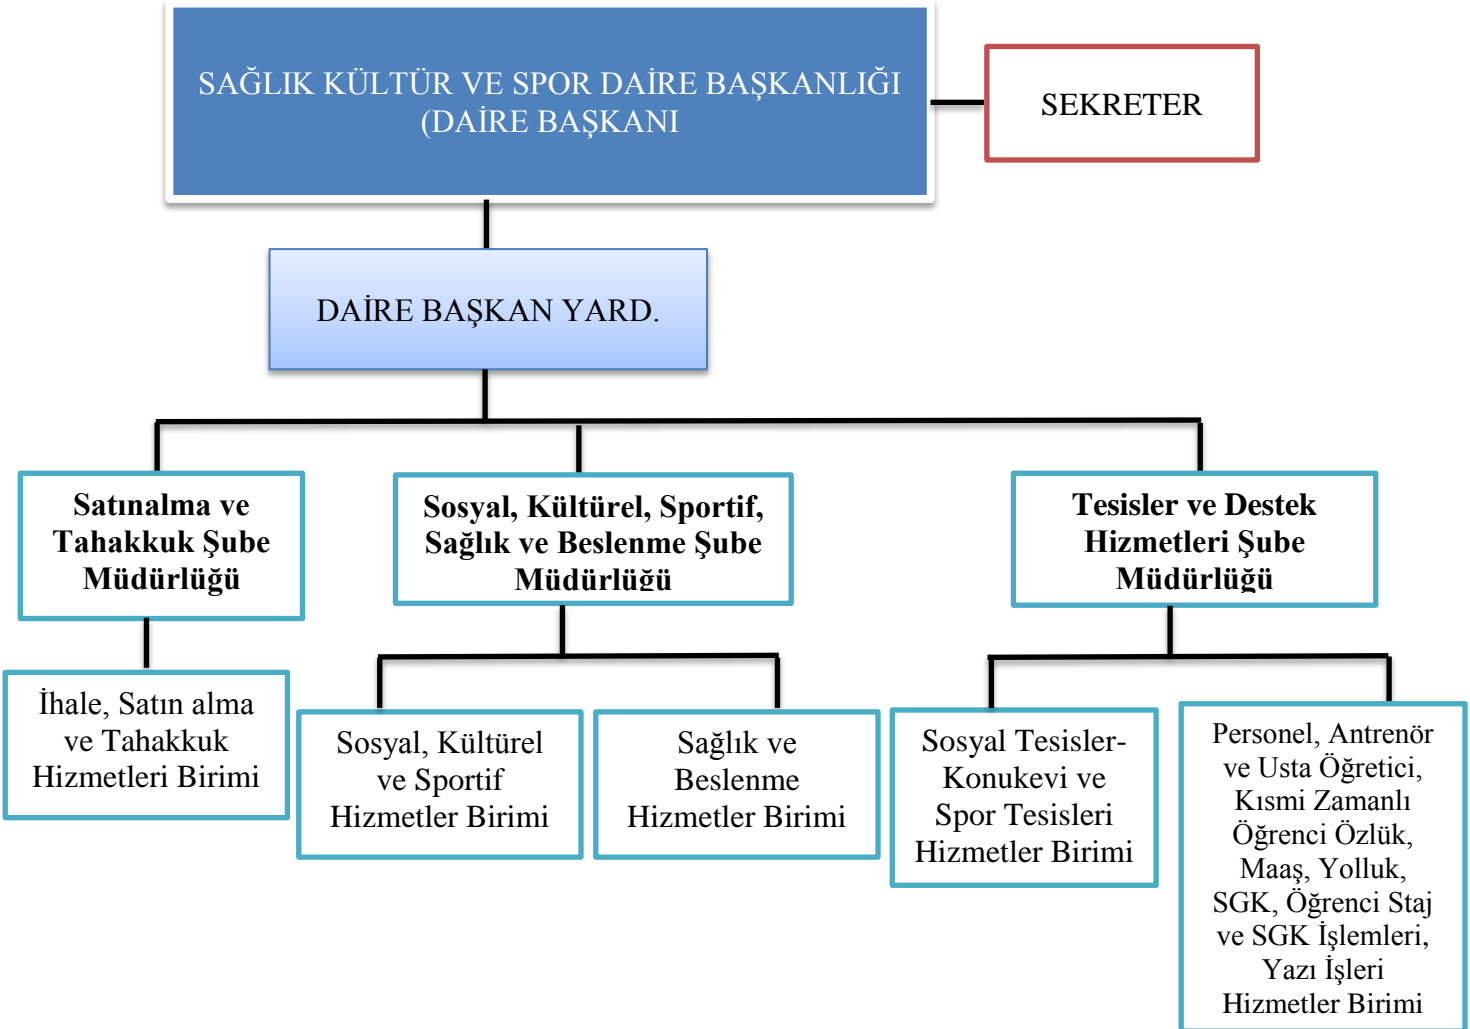 SAĞLIK KÜLTÜR VE SPOR DAİRE BAŞKANLIĞI
(DAİRE BAŞKANI
SEKRETER
DAİRE BAŞKAN YARD.
Satınalma ve
Tahakkuk Şube
Müdürlüğü
Sosyal, Kültürel, Sportif,
Sağlık ve Beslenme Şube
Müdürlüğü
Tesisler ve Destek
Hizmetleri Şube
Müdürlüğü
İhale, Satın alma
ve Tahakkuk
Hizmetleri Birimi
Sosyal, Kültürel
ve Sportif
Hizmetler Birimi
Sağlık ve
Beslenme
Hizmetler Birimi
Sosyal Tesisler-
Konukevi ve
Spor Tesisleri
Hizmetler Birimi
Personel, Antrenör
ve Usta Öğretici,
Kısmi Zamanlı
Öğrenci Özlük,
Maaş, Yolluk,
SGK, Öğrenci Staj
ve SGK İşlemleri,
Yazı İşleri
Hizmetler Birimi